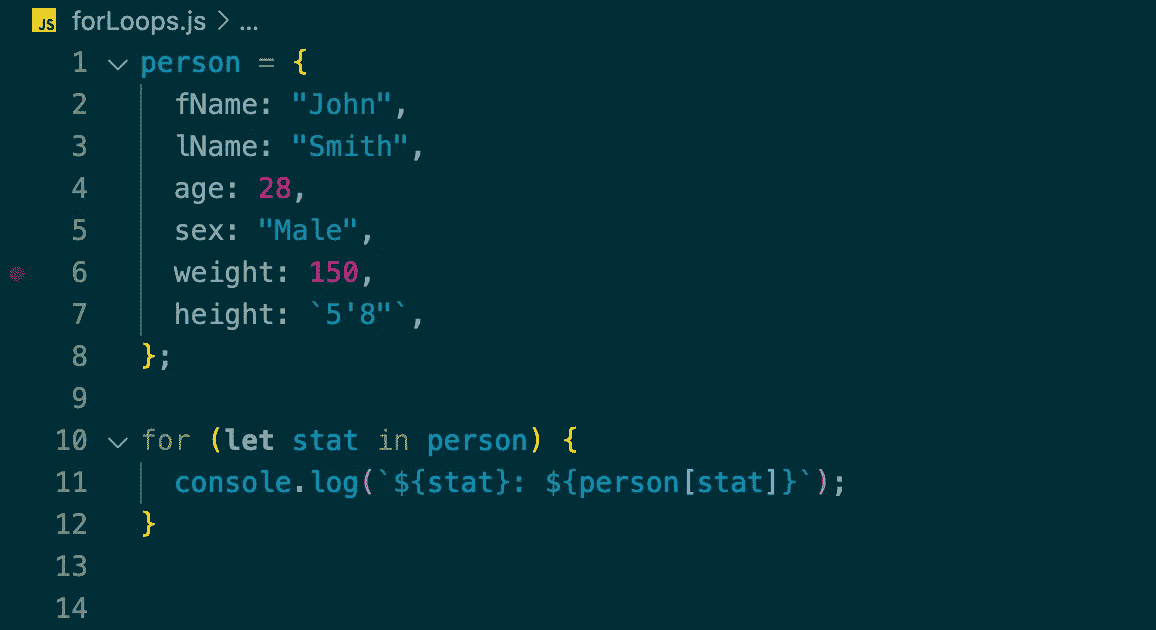 JS forLoops.js > ...
1 person = {
2 fName: "John",
3 lName: "Smith",
4 age: 28,
5 sex: "Male",
6 weight: 150,
7 height: `5'8"`,
8 };
9
10 for (let stat in person) {
11 console.log(`${stat}: ${person[stat]}`);
12 }
13
14